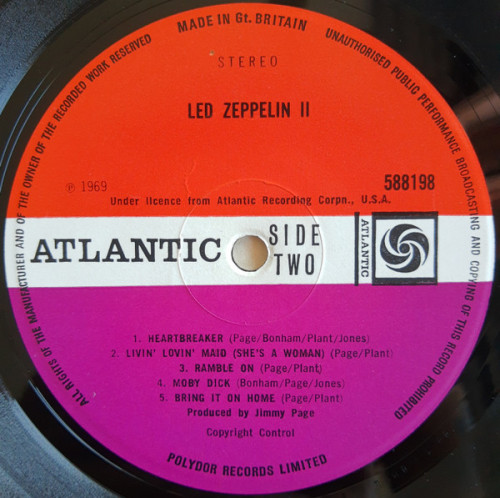 ALL RIGHTS OF THE MANUFACTURER AND OF THE OWNER OF THE RECORDED WORK RESERVED
MADE IN Gt. BRITAIN
UNAUTHORISED PUBLIC PERFORMANCE BROADCASTING AND COPYING OF THIS RECORD PROHIBITED
STEREO
LED ZEPPELIN II
℗ 1969
588198
Under licence from Atlantic Recording Corpn., U.S.A.
ATLANTIC
SIDE
TWO
ATLANTIC
1. HEARTBREAKER (Page/Bonham/Plant/Jones)
2. LIVIN' LOVIN' MAID (SHE'S A WOMAN) (Page/Plant)
3. RAMBLE ON (Page/Plant)
4. MOBY DICK (Bonham/Page/Jones)
5. BRING IT ON HOME (Page/Plant)
Produced by Jimmy Page
Copyright Control
POLYDOR RECORDS LIMITED